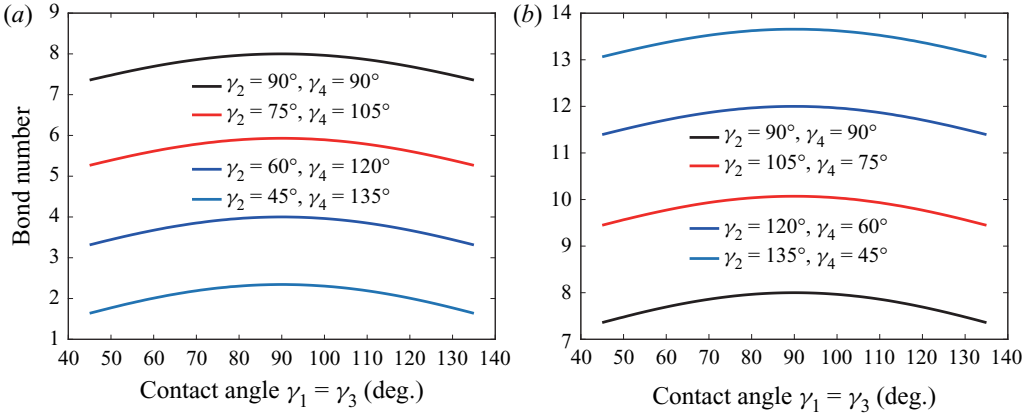 (a)
9
8
7
6
5
4
3
2
1
Bond number
γ2 = 90°, γ4 = 90°
γ2 = 75°, γ4 = 105°
γ2 = 60°, γ4 = 120°
γ2 = 45°, γ4 = 135°
40 50 60 70 80 90 100 110 120 130 140
Contact angle γ1 = γ3 (deg.)
(b)
14
13
12
11
10
9
8
7
γ2 = 90°, γ4 = 90°
γ2 = 105°, γ4 = 75°
γ2 = 120°, γ4 = 60°
γ2 = 135°, γ4 = 45°
40 50 60 70 80 90 100 110 120 130 140
Contact angle γ1 = γ3 (deg.)